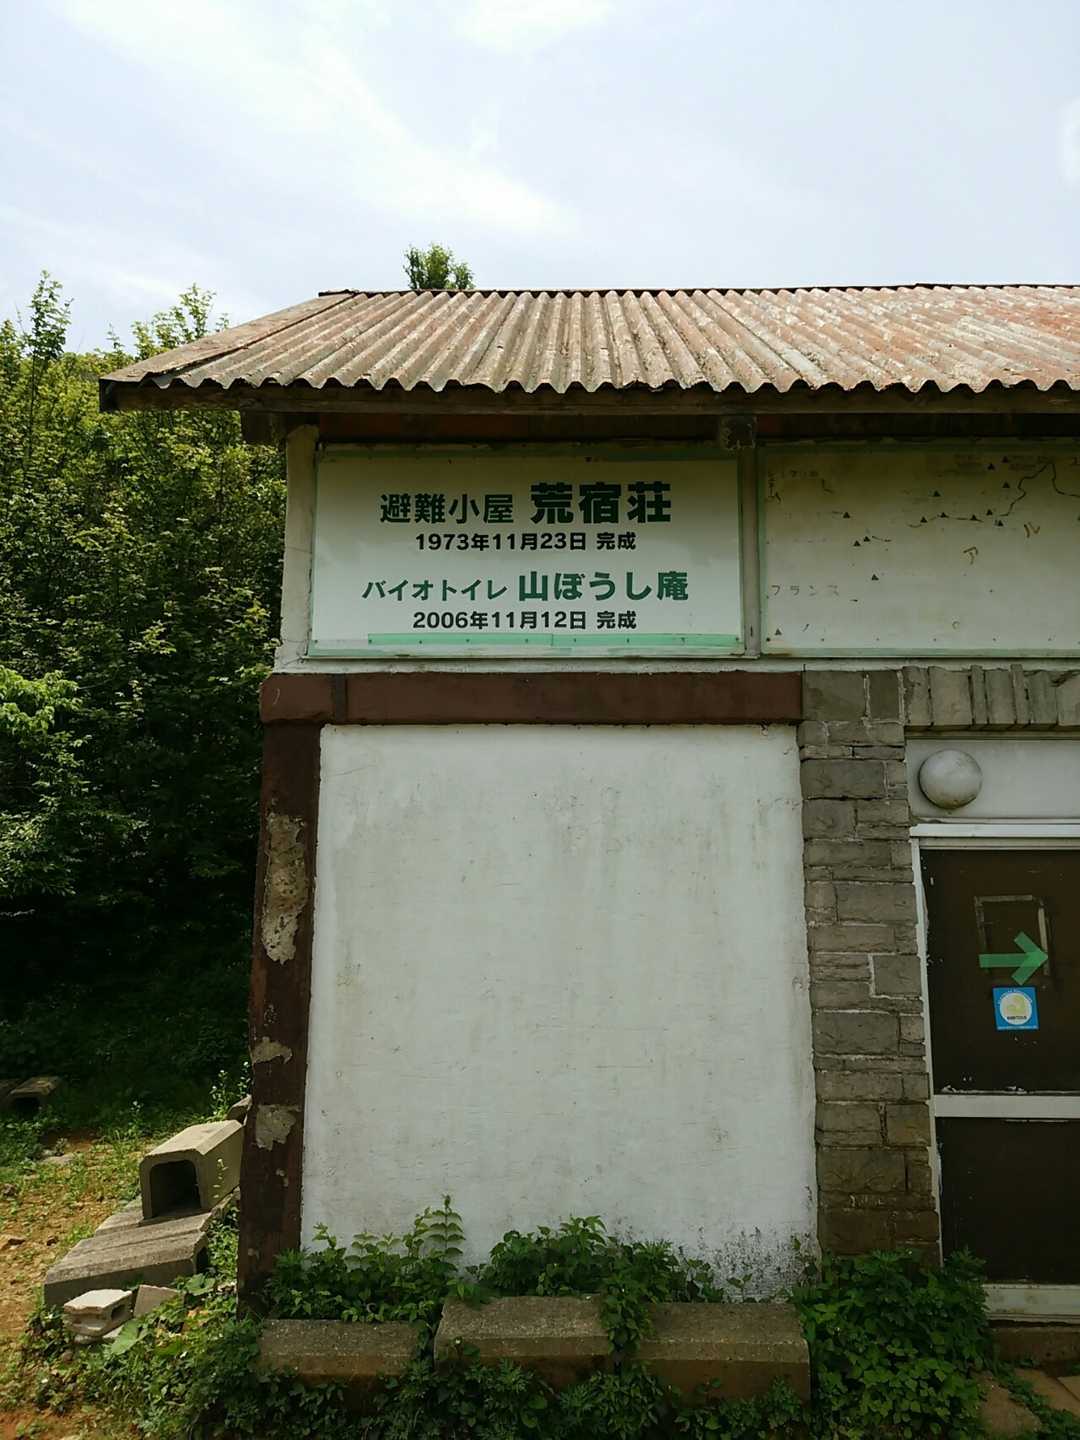 避難小屋 荒宿荘
1973年11月23日 完成
バイオトイレ 山ぼうし庵
2006年11月12日 完成
アル
フランス